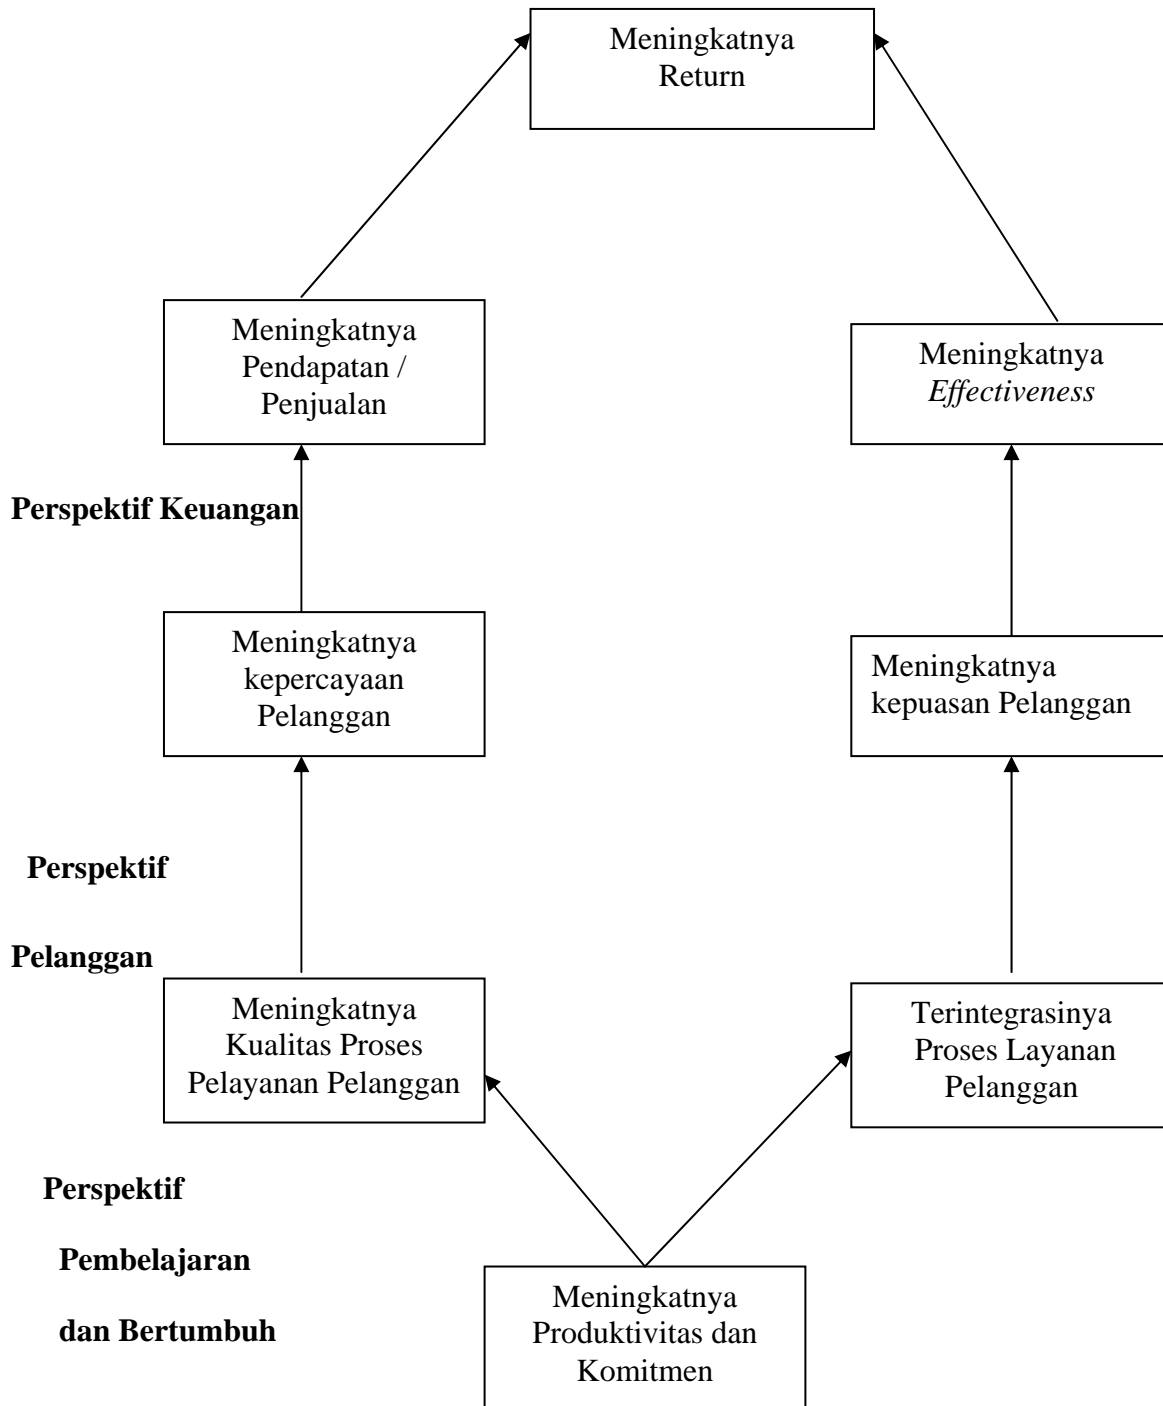 Meningkatnya
Return
Meningkatnya
Pendapatan /
Penjualan
Meningkatnya
Effectiveness
Perspektif Keuangan
Meningkatnya
kepercayaan
Pelanggan
Meningkatnya
kepuasan Pelanggan
Perspektif
Pelanggan
Meningkatnya
Kualitas Proses
Pelayanan Pelanggan
Terintegrasinya
Proses Layanan
Pelanggan
Perspektif
Pembelajaran
dan Bertumbuh
Meningkatnya
Produktivitas dan
Komitmen